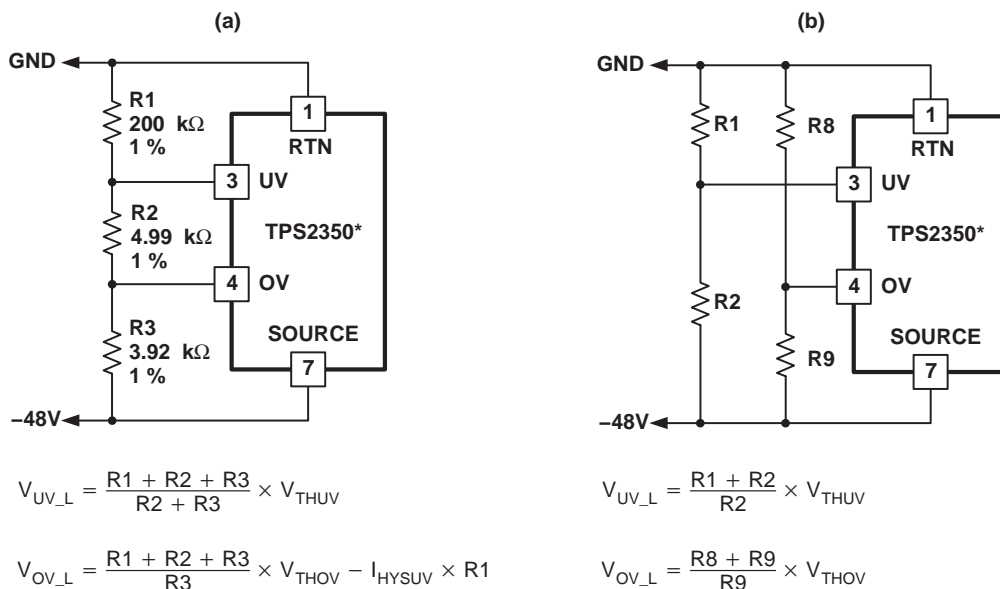 (a)
GND
R1
200 kΩ
1 %
1
RTN
3
UV
R2
4.99 kΩ
1 %
TPS2350*
4
OV
R3
3.92 kΩ
1 %
SOURCE
7
–48V
V_UV_L = (R1 + R2 + R3) / (R2 + R3) × V_THUV
V_OV_L = (R1 + R2 + R3) / R3 × V_THOV – I_HYSUV × R1
(b)
GND
R1
R8
1
RTN
3
UV
TPS2350*
4
OV
R2
R9
SOURCE
7
–48V
V_UV_L = (R1 + R2) / R2 × V_THUV
V_OV_L = (R8 + R9) / R9 × V_THOV